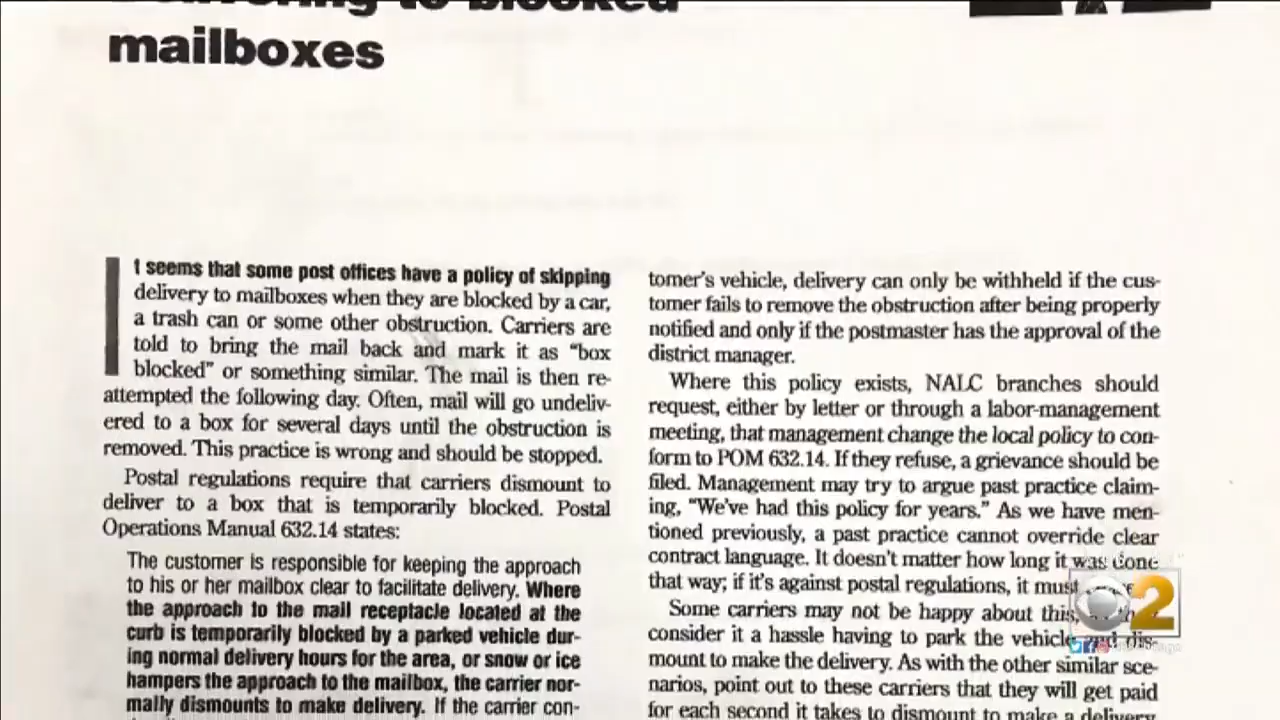 Delivering to blocked
mailboxes
It seems that some post offices have a policy of skipping
delivery to mailboxes when they are blocked by a car,
a trash can or some other obstruction. Carriers are
told to bring the mail back and mark it as “box
blocked” or something similar. The mail is then re-
attempted the following day. Often, mail will go undeliv-
ered to a box for several days until the obstruction is
removed. This practice is wrong and should be stopped.
Postal regulations require that carriers dismount to
deliver to a box that is temporarily blocked. Postal
Operations Manual 632.14 states:
The customer is responsible for keeping the approach
to his or her mailbox clear to facilitate delivery. Where
the approach to the mail receptacle located at the
curb is temporarily blocked by a parked vehicle dur-
ing normal delivery hours for the area, or snow or ice
hampers the approach to the mailbox, the carrier nor-
mally dismounts to make delivery. If the carrier con-
tomer’s vehicle, delivery can only be withheld if the cus-
tomer fails to remove the obstruction after being properly
notified and only if the postmaster has the approval of the
district manager.
Where this policy exists, NALC branches should
request, either by letter or through a labor-management
meeting, that management change the local policy to con-
form to POM 632.14. If they refuse, a grievance should be
filed. Management may try to argue past practice claim-
ing, “We’ve had this policy for years.” As we have men-
tioned previously, a past practice cannot override clear
contract language. It doesn’t matter how long it was done
that way; if it’s against postal regulations, it must
Some carriers may not be happy about this,
consider it a hassle having to park the vehicle and dis-
mount to make the delivery. As with the other similar sce-
narios, point out to these carriers that they will get paid
for each second it takes to dismount to make a delivery
2